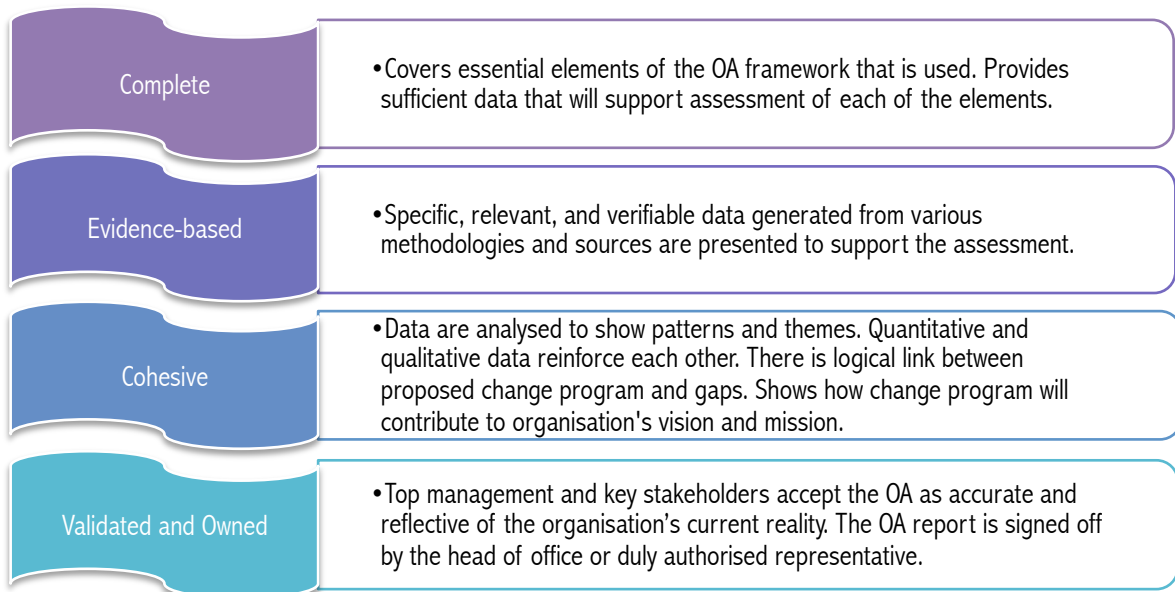 Complete
•Covers essential elements of the OA framework that is used. Provides
sufficient data that will support assessment of each of the elements.
Evidence-based
•Specific, relevant, and verifiable data generated from various
methodologies and sources are presented to support the assessment.
Cohesive
•Data are analysed to show patterns and themes. Quantitative and
qualitative data reinforce each other. There is logical link between
proposed change program and gaps. Shows how change program will
contribute to organisation's vision and mission.
Validated and Owned
•Top management and key stakeholders accept the OA as accurate and
reflective of the organisation’s current reality. The OA report is signed off
by the head of office or duly authorised representative.